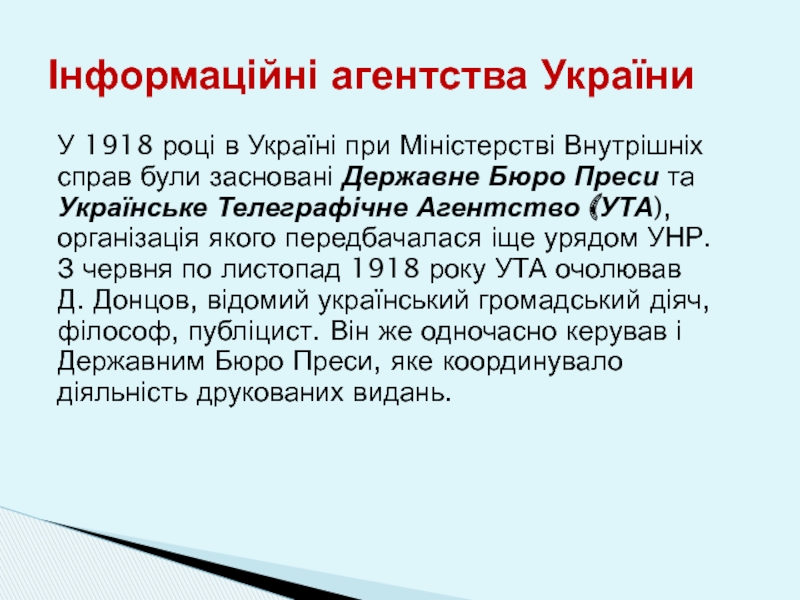 Інформаційні агентства України
У 1918 році в Україні при Міністерстві Внутрішніх
справ були засновані Державне Бюро Преси та
Українське Телеграфічне Агентство (УТА),
організація якого передбачалася іще урядом УНР.
З червня по листопад 1918 року УТА очолював
Д. Донцов, відомий український громадський діяч,
філософ, публіцист. Він же одночасно керував і
Державним Бюро Преси, яке координувало
діяльність друкованих видань.